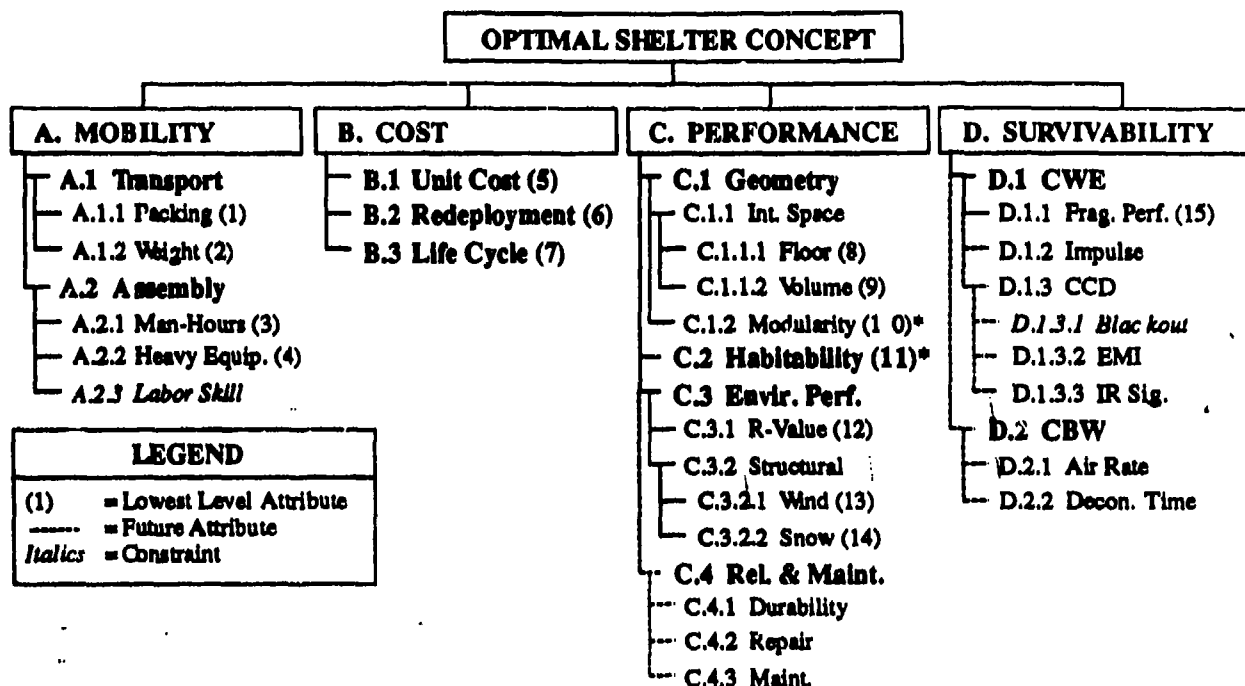 OPTIMAL SHELTER CONCEPT
A. MOBILITY
A.1 Transport
A.1.1 Packing (1)
A.1.2 Weight (2)
A.2 Assembly
A.2.1 Man-Hours (3)
A.2.2 Heavy Equip. (4)
A.2.3 Labor Skill
B. COST
B.1 Unit Cost (5)
B.2 Redeployment (6)
B.3 Life Cycle (7)
C. PERFORMANCE
C.1 Geometry
C.1.1 Int. Space
C.1.1.1 Floor (8)
C.1.1.2 Volume (9)
C.1.2 Modularity (1 0)*
C.2 Habitability (11)*
C.3 Envir. Perf.
C.3.1 R-Value (12)
C.3.2 Structural
C.3.2.1 Wind (13)
C.3.2.2 Snow (14)
C.4 Rel. & Maint.
C.4.1 Durability
C.4.2 Repair
C.4.3 Maint.
D. SURVIVABILITY
D.1 CWE
D.1.1 Frag. Perf. (15)
D.1.2 Impulse
D.1.3 CCD
D.1.3.1 Blackout
D.1.3.2 EMI
D.1.3.3 IR Sig.
D.2 CBW
D.2.1 Air Rate
D.2.2 Decon. Time
LEGEND
(1) = Lowest Level Attribute
------- = Future Attribute
Italics = Constraint